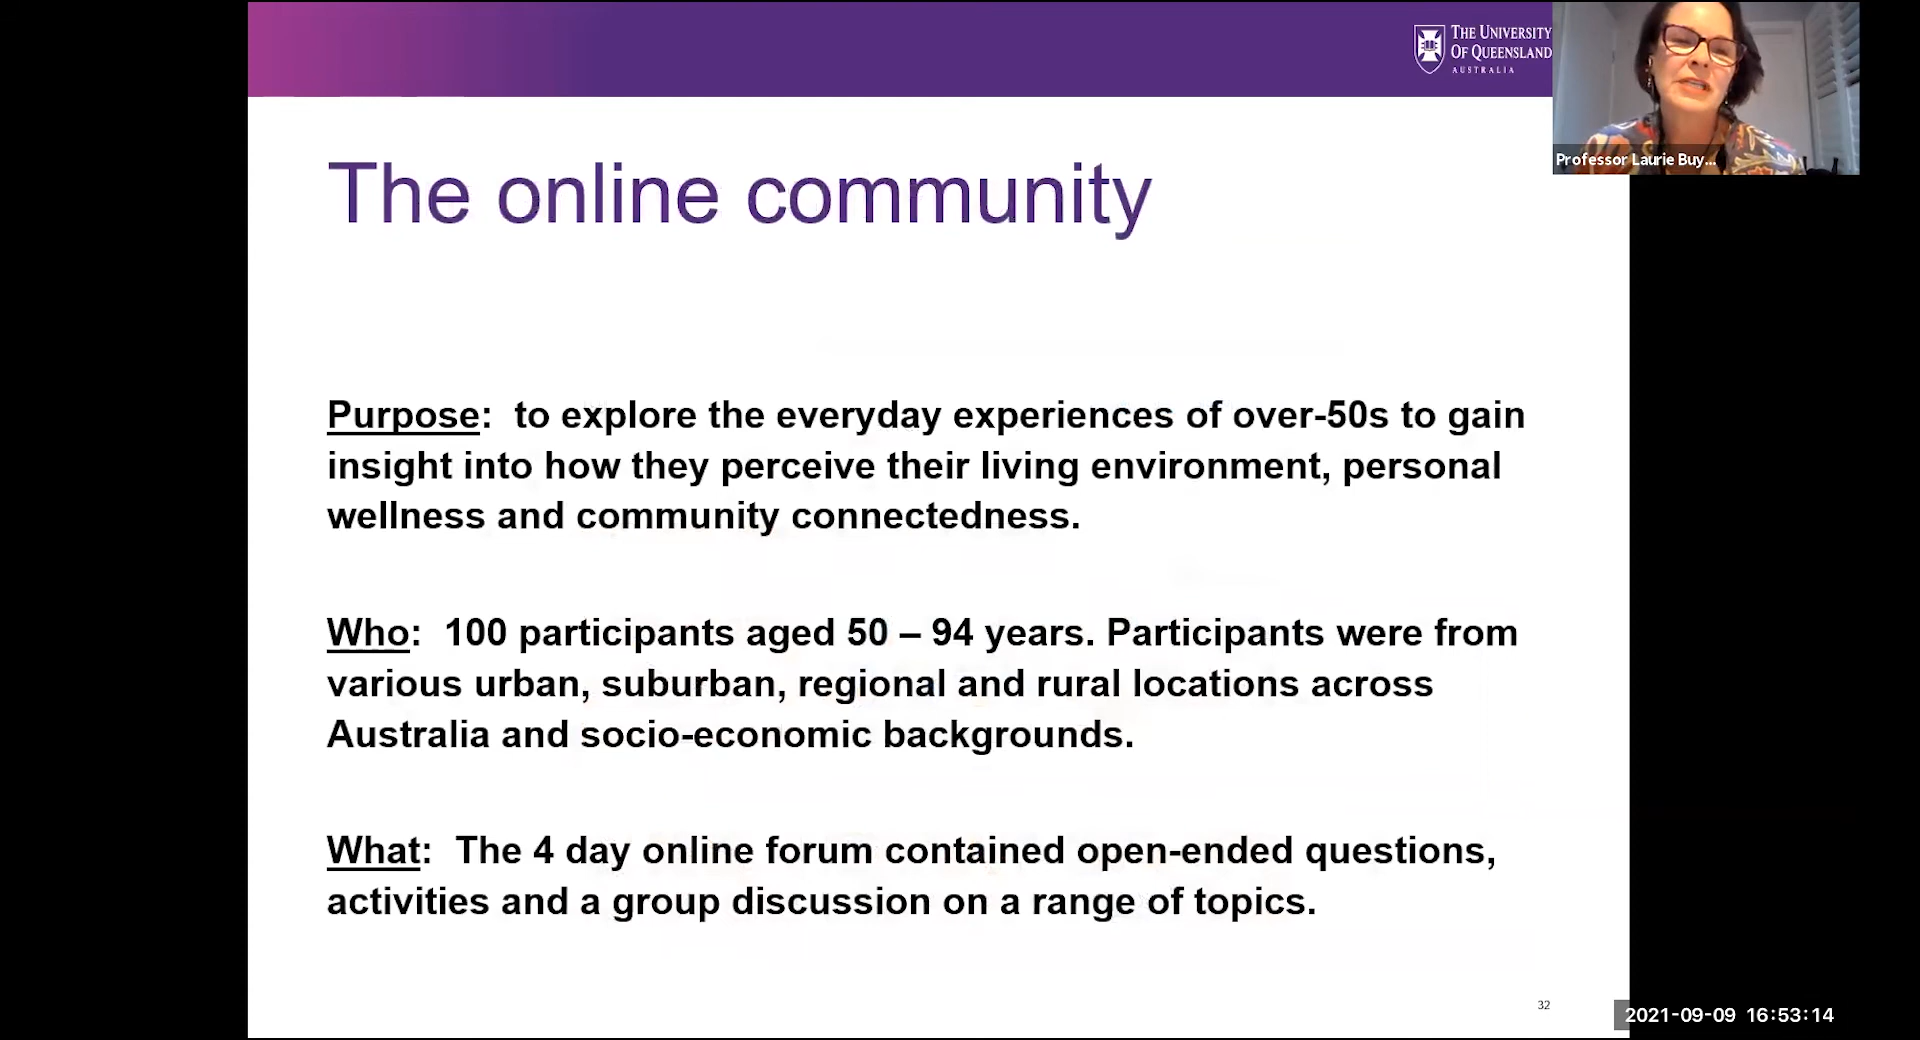 THE UNIVERSITY
OF QUEENSLAND
AUSTRALIA
Professor Laurie Buy...
The online community
Purpose: to explore the everyday experiences of over-50s to gain
insight into how they perceive their living environment, personal
wellness and community connectedness.
Who: 100 participants aged 50 – 94 years. Participants were from
various urban, suburban, regional and rural locations across
Australia and socio-economic backgrounds.
What: The 4 day online forum contained open-ended questions,
activities and a group discussion on a range of topics.
32
2021-09-09 16:53:14